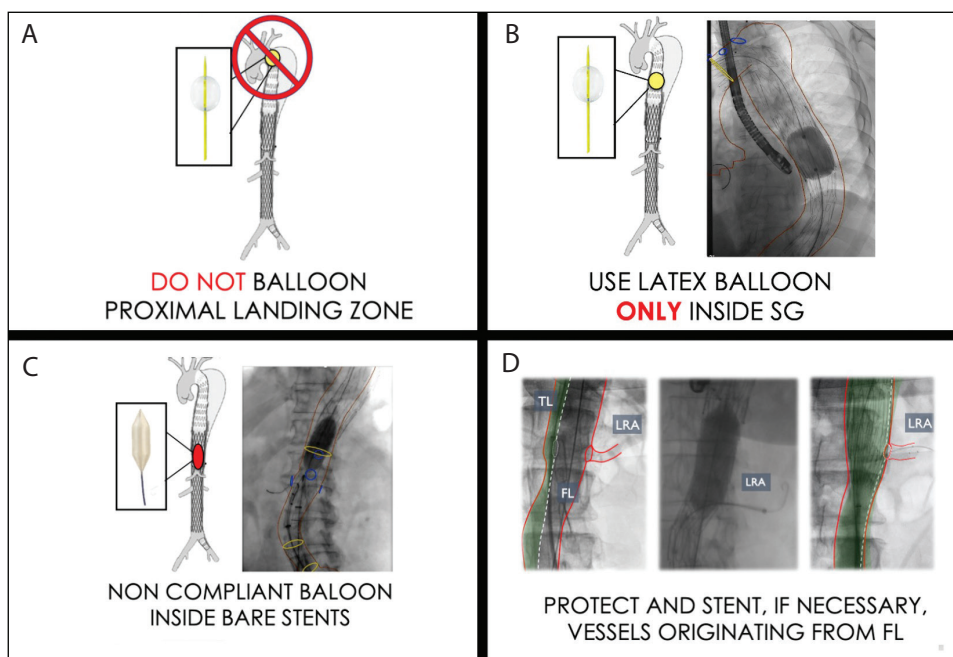 A
DO NOT BALLOON
PROXIMAL LANDING ZONE
B
USE LATEX BALLOON
ONLY INSIDE SG
C
NON COMPLIANT BALOON
INSIDE BARE STENTS
D
TL
LRA
FL
LRA
LRA
PROTECT AND STENT, IF NECESSARY,
VESSELS ORIGINATING FROM FL